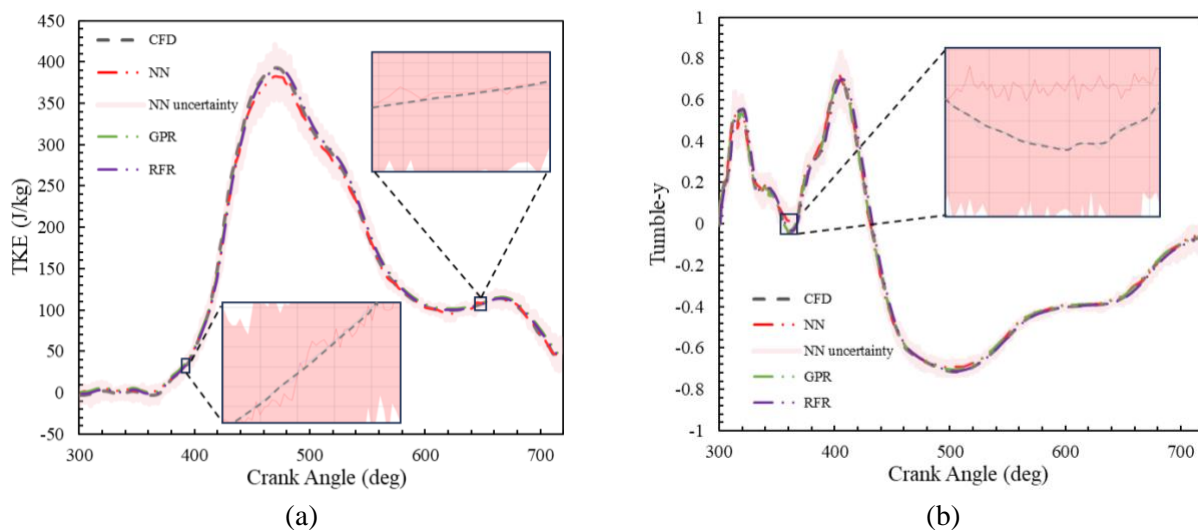 450
400
350
300
250
200
150
100
50
0
-50
TKE (J/kg)
CFD
NN
NN uncertainty
GPR
RFR
300 400 500 600 700
Crank Angle (deg)
(a)
1
0.8
0.6
0.4
0.2
0
-0.2
-0.4
-0.6
-0.8
-1
Tumble-y
CFD
NN
NN uncertainty
GPR
RFR
300 400 500 600 700
Crank Angle (deg)
(b)